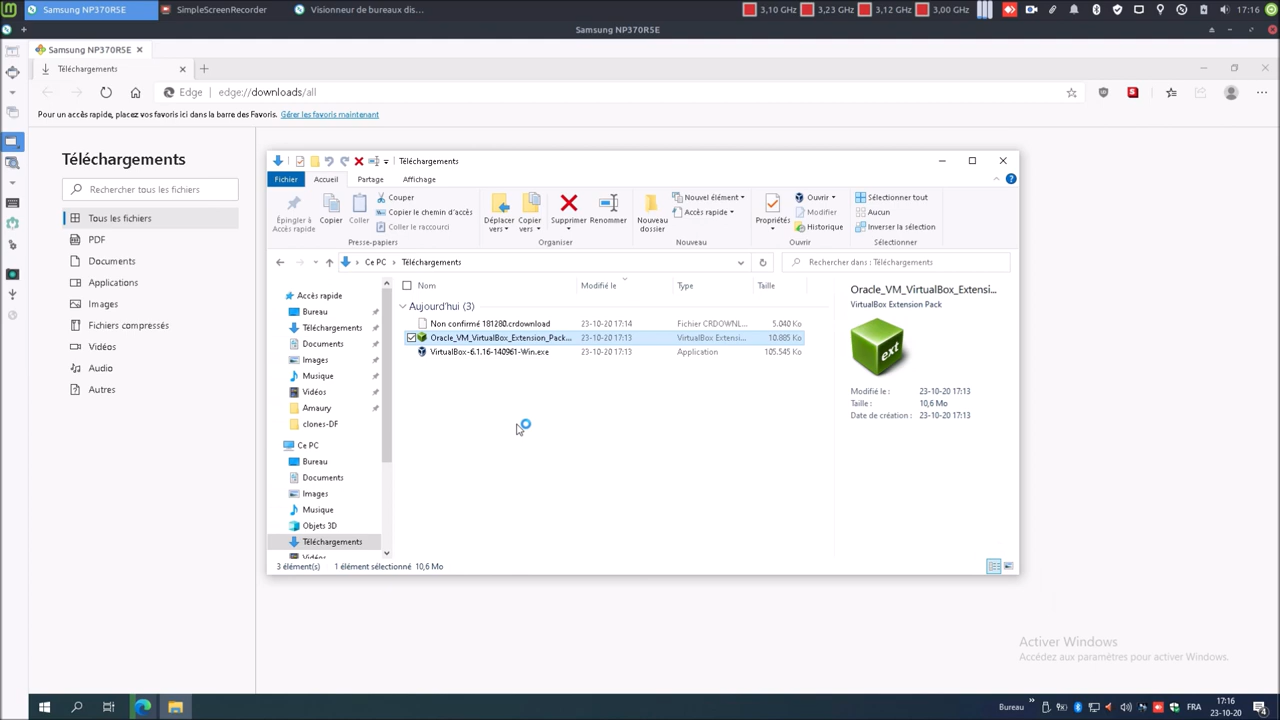 Samsung NP370R5E
SimpleScreenRecorder
Visionneur de bureaux dis...
3,10 GHz
3,23 GHz
3,12 GHz
3,00 GHz
17:16
Samsung NP370R5E
Samsung NP370R5E
Téléchargements
Edge
edge://downloads/all
Pour un accès rapide, placez vos favoris ici dans la barre des Favoris. Gérer les favoris maintenant
Téléchargements
Rechercher tous les fichiers
Tous les fichiers
PDF
Documents
Applications
Images
Fichiers compressés
Vidéos
Audio
Autres
Téléchargements
Fichier
Accueil
Partage
Affichage
Épingler à
Accès rapide
Copier
Coller
Couper
Copier le chemin d'accès
Coller le raccourci
Presse-papiers
Déplacer
vers
Copier
vers
Supprimer
Renommer
Organiser
Nouveau
dossier
Nouvel élément
Accès rapide
Nouveau
Propriétés
Ouvrir
Modifier
Historique
Ouvrir
Sélectionner tout
Aucun
Inverser la sélection
Sélectionner
Ce PC > Téléchargements
Rechercher dans : Téléchargements
Accès rapide
Bureau
Téléchargements
Documents
Images
Musique
Vidéos
Amaury
clones-DF
Ce PC
Bureau
Documents
Images
Musique
Objets 3D
Téléchargements
Vidéos
Nom
Modifié le
Type
Taille
Aujourd'hui (3)
Non confirmé 181280.crdownload 23-10-20 17:14 Fichier CRDOWNL... 5.040 Ko
Oracle_VM_VirtualBox_Extension_Pack... 23-10-20 17:13 VirtualBox Extensi... 10.885 Ko
VirtualBox-6.1.16-140961-Win.exe 23-10-20 17:13 Application 105.545 Ko
Oracle_VM_VirtualBox_Extensi...
VirtualBox Extension Pack
ext
Modifié le : 23-10-20 17:13
Taille : 10,6 Mo
Date de création : 23-10-20 17:13
3 élément(s)
1 élément sélectionné 10,6 Mo
Activer Windows
Accédez aux paramètres pour activer Windows.
Bureau
FRA
17:16
23-10-20
4